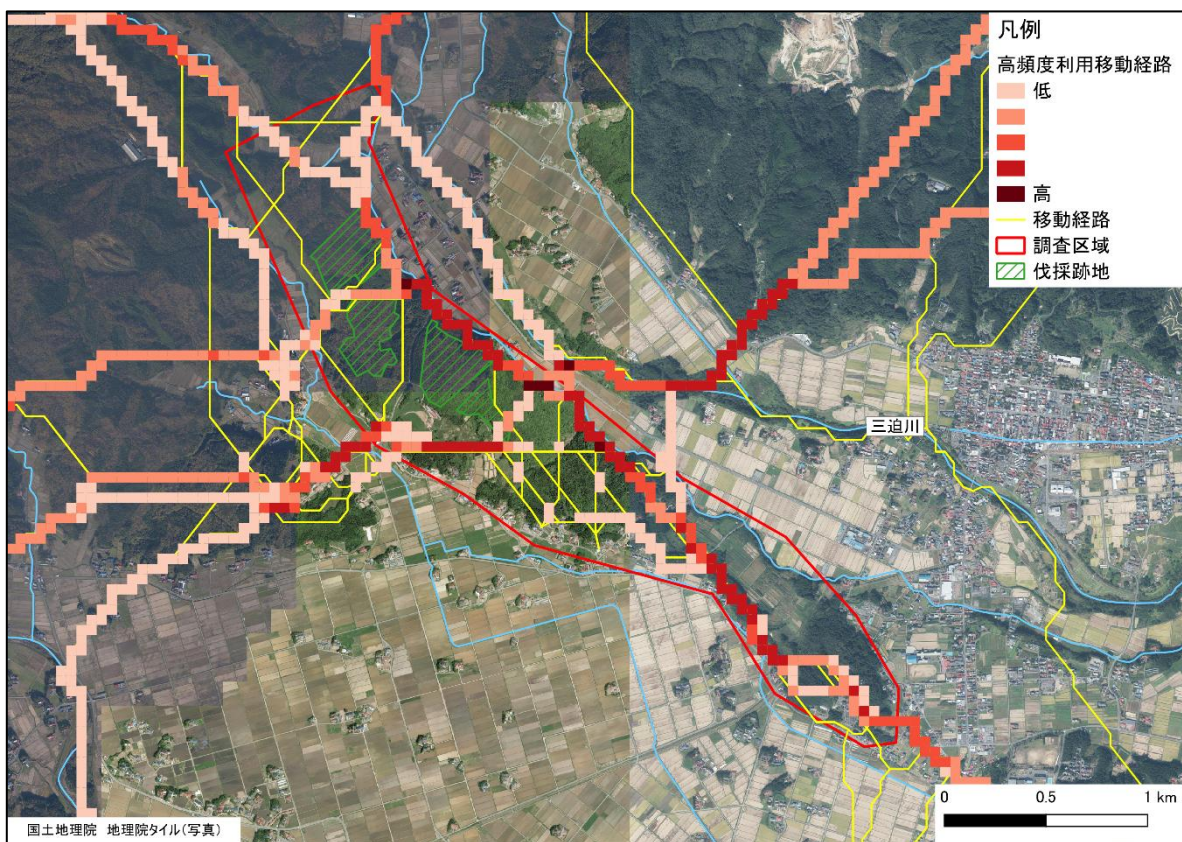 凡例
高頻度利用移動経路
低
高
移動経路
調査区域
伐採跡地
三迫川
0 0.5 1 km
国土地理院 地理院タイル(写真)